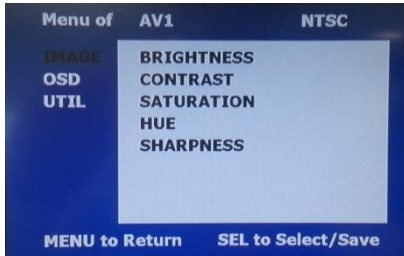 Menu of AV1 NTSC
IMAGE BRIGHTNESS
OSD CONTRAST
UTIL SATURATION
HUE
SHARPNESS
MENU to Return SEL to Select/Save